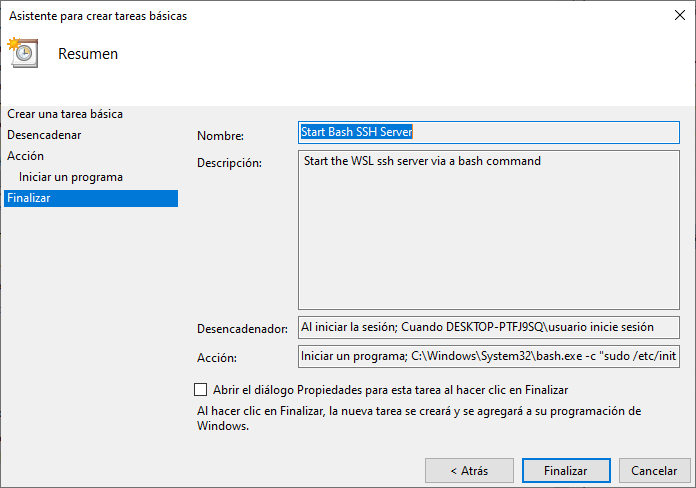 Asistente para crear tareas básicas
Resumen
Crear una tarea básica
Desencadenar
Acción
Iniciar un programa
Finalizar
Nombre: Start Bash SSH Server
Descripción: Start the WSL ssh server via a bash command
Desencadenador: Al iniciar la sesión; Cuando DESKTOP-PTFJ9SQ\usuario inicie sesión
Acción: Iniciar un programa; C:\Windows\System32\bash.exe -c "sudo /etc/init
Abrir el diálogo Propiedades para esta tarea al hacer clic en Finalizar
Al hacer clic en Finalizar, la nueva tarea se creará y se agregará a su programación de
Windows.
< Atrás Finalizar Cancelar